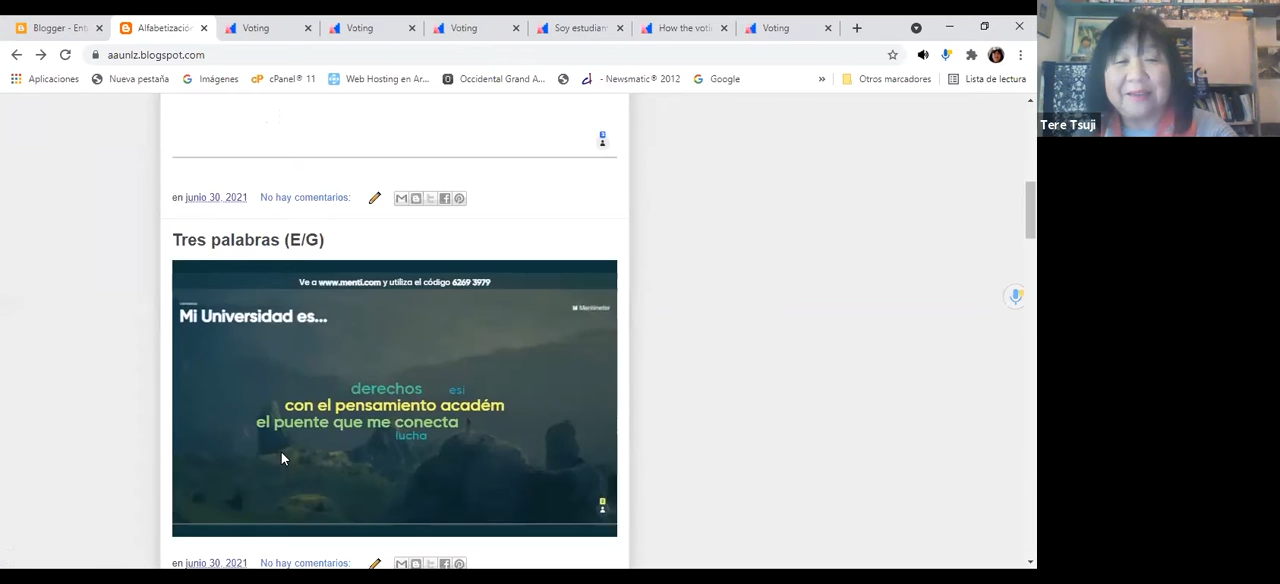 Blogger - Ent
Alfabetizació
Voting
Voting
Voting
Soy estudian
How the voti
Voting
aaunlz.blogspot.com
Aplicaciones
Nueva pestaña
Imágenes
cPanel® 11
Web Hosting en Ar...
Occidental Grand A...
- Newsmatic® 2012
Google
»
Otros marcadores
Lista de lectura
Tere Tsuji
en junio 30, 2021
No hay comentarios:
Tres palabras (E/G)
Ve a www.menti.com y utiliza el código 6269 3979
Mi Universidad es...
Mentimeter
derechos
esi
con el pensamiento académ
el puente que me conecta
lucha
en junio 30, 2021
No hay comentarios: